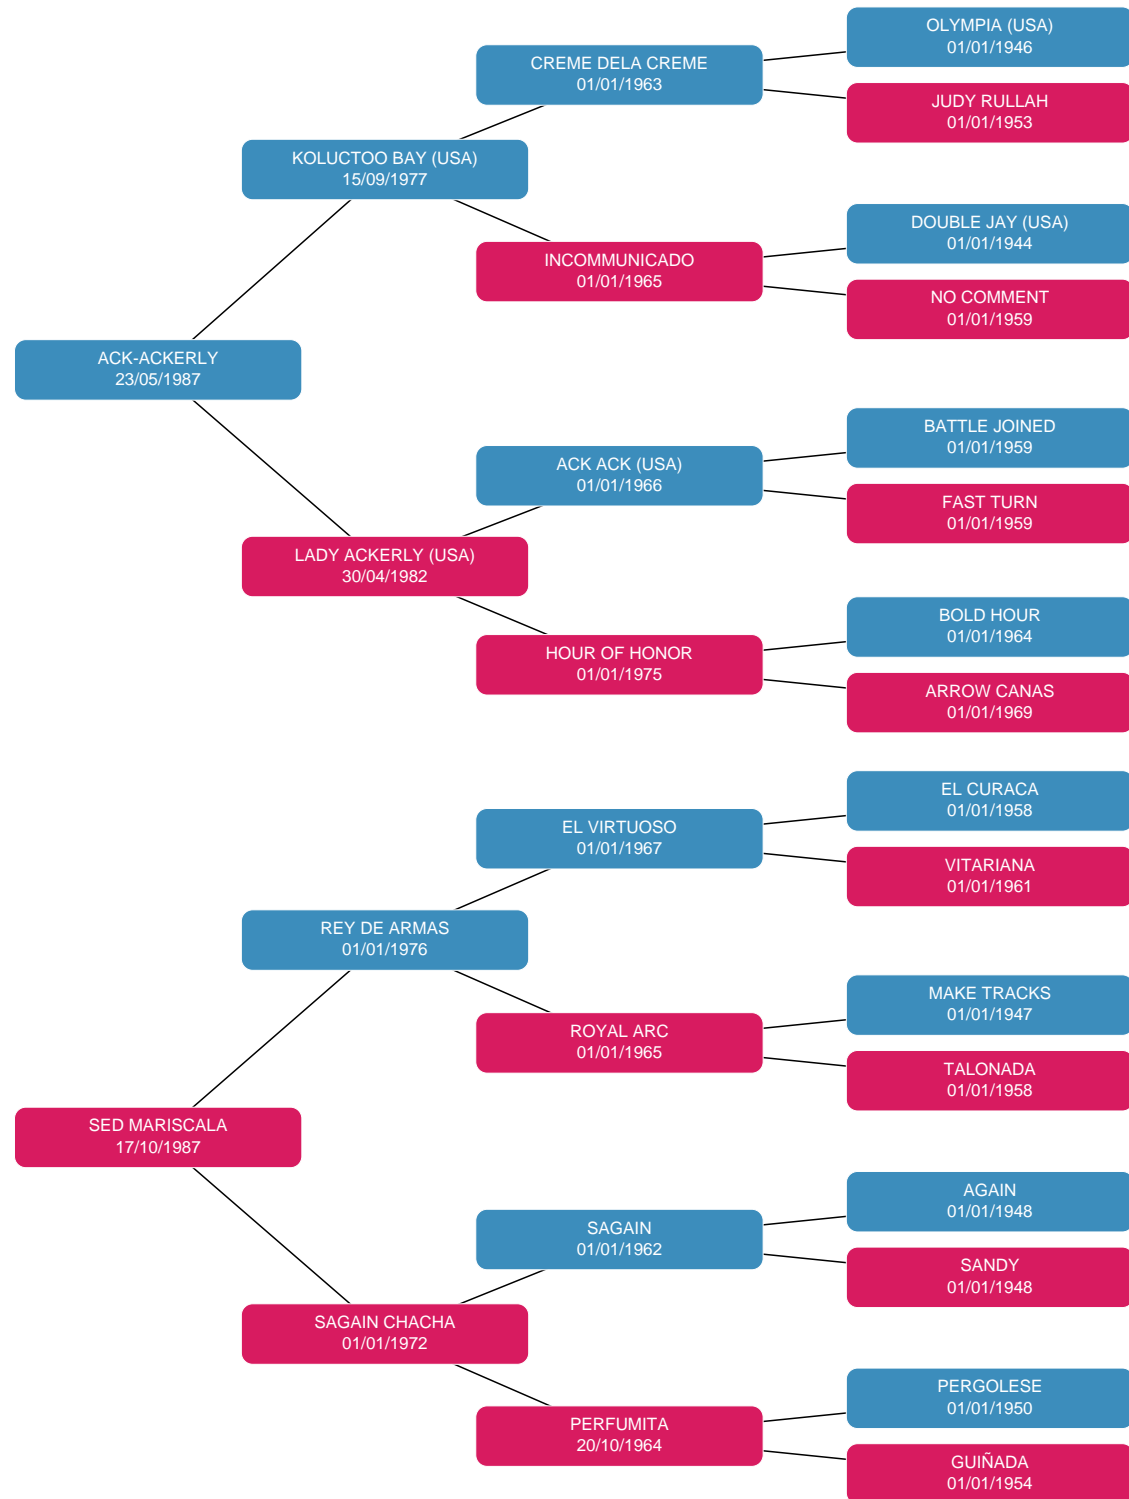 OLYMPIA (USA)
01/01/1946
CREME DELA CREME
01/01/1963
JUDY RULLAH
01/01/1953
KOLUCTOO BAY (USA)
15/09/1977
DOUBLE JAY (USA)
01/01/1944
INCOMMUNICADO
01/01/1965
NO COMMENT
01/01/1959
ACK-ACKERLY
23/05/1987
BATTLE JOINED
01/01/1959
ACK ACK (USA)
01/01/1966
FAST TURN
01/01/1959
LADY ACKERLY (USA)
30/04/1982
BOLD HOUR
01/01/1964
HOUR OF HONOR
01/01/1975
ARROW CANAS
01/01/1969
EL CURACA
01/01/1958
EL VIRTUOSO
01/01/1967
VITARIANA
01/01/1961
REY DE ARMAS
01/01/1976
MAKE TRACKS
01/01/1947
ROYAL ARC
01/01/1965
TALONADA
01/01/1958
SED MARISCALA
17/10/1987
AGAIN
01/01/1948
SAGAIN
01/01/1962
SANDY
01/01/1948
SAGAIN CHACHA
01/01/1972
PERGOLESE
01/01/1950
PERFUMITA
20/10/1964
GUIÑADA
01/01/1954